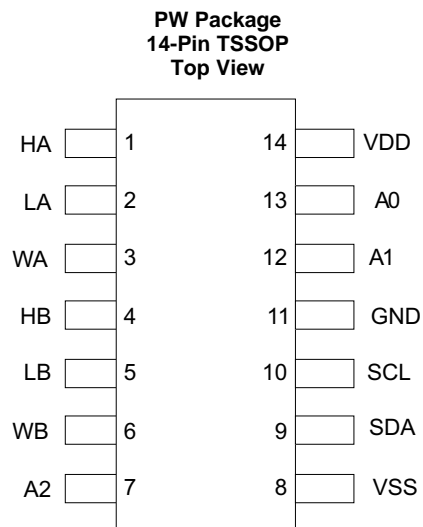 PW Package
14-Pin TSSOP
Top View
HA 1 14 VDD
LA 2 13 A0
WA 3 12 A1
HB 4 11 GND
LB 5 10 SCL
WB 6 9 SDA
A2 7 8 VSS